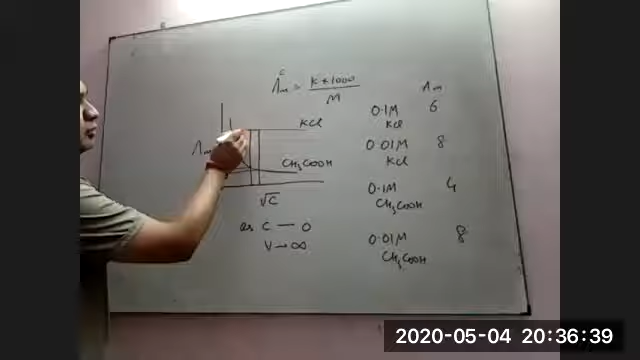 Λm^c = K × 1000
M
Λm
0.1M 6
KCl
0.01M 8
KCl
0.1M 4
CH₃COOH
0.01M 8
CH₃COOH
KCl
Λm
CH₃COOH
√C
as C — 0
V → ∞
2020-05-04 20:36:39